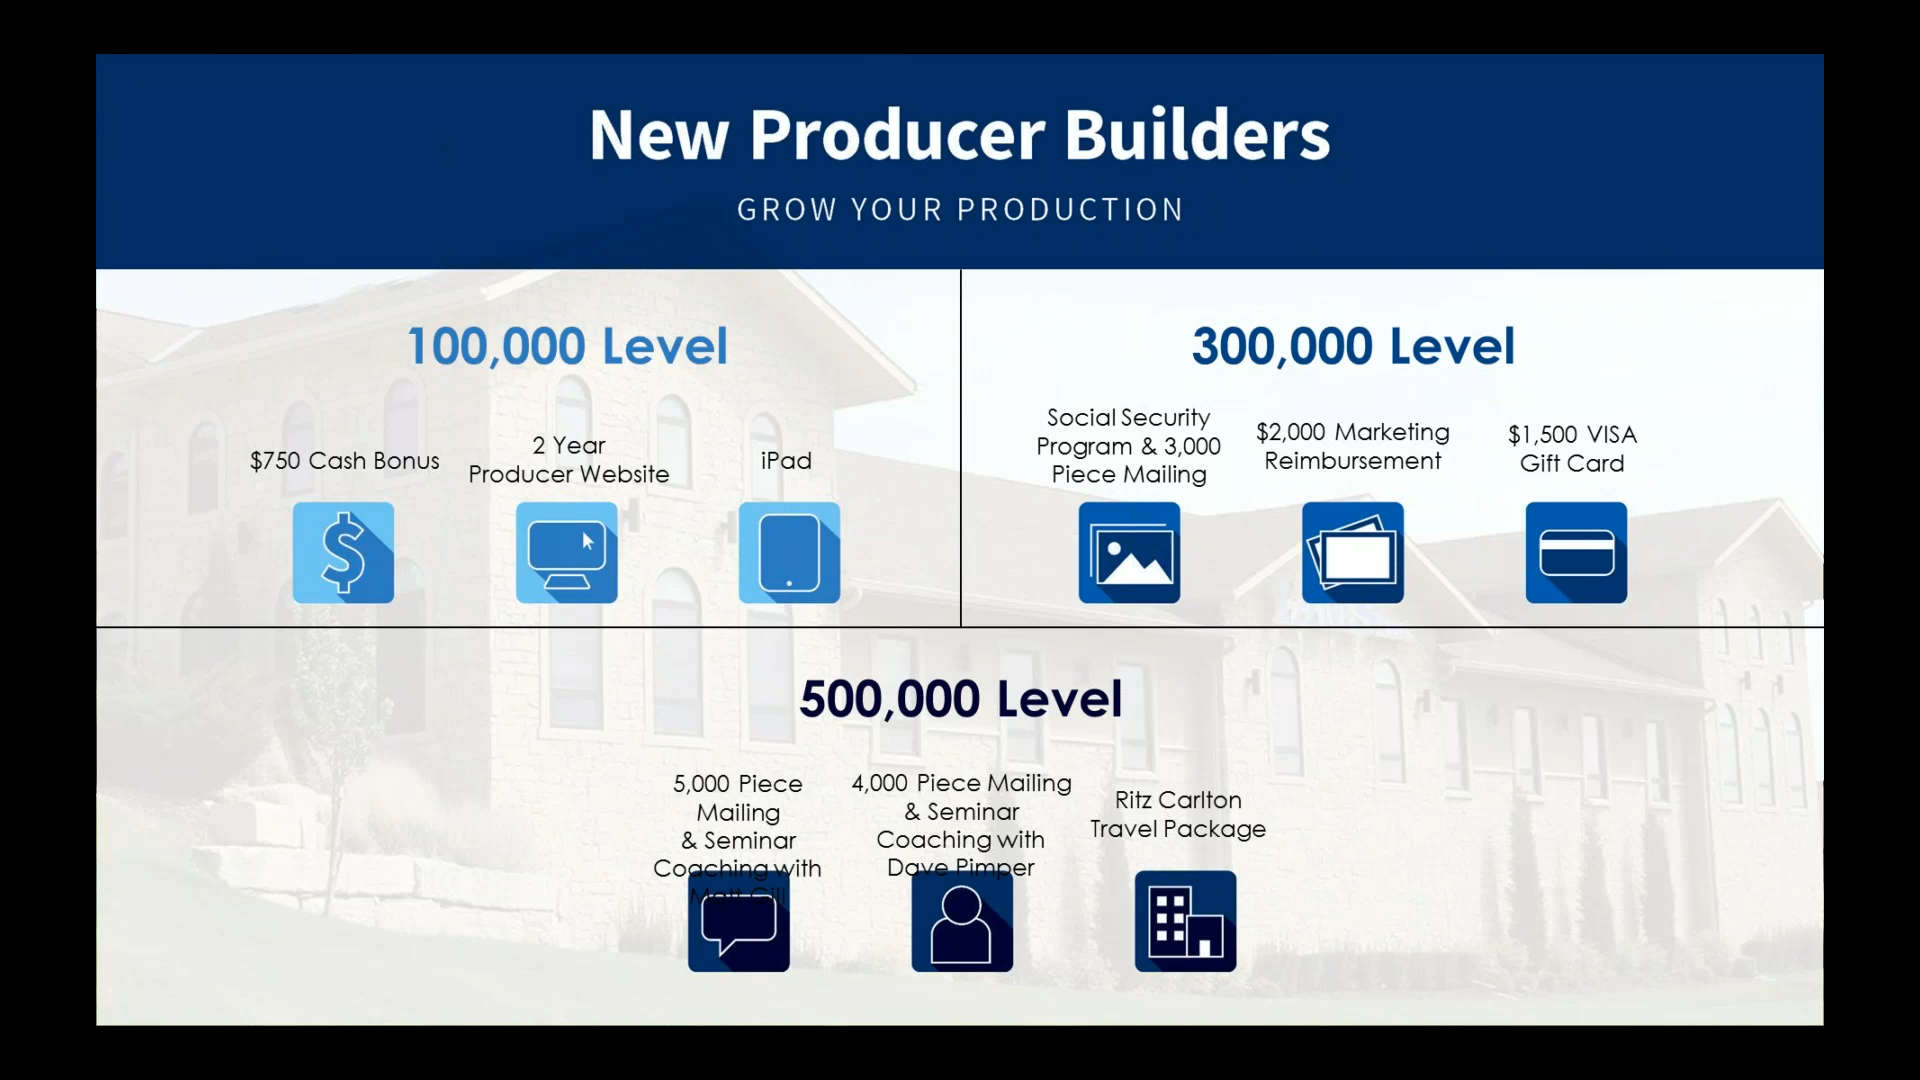 New Producer Builders
GROW YOUR PRODUCTION
100,000 Level
$750 Cash Bonus
2 Year
Producer Website
iPad
300,000 Level
Social Security
Program & 3,000
Piece Mailing
$2,000 Marketing
Reimbursement
$1,500 VISA
Gift Card
500,000 Level
5,000 Piece
Mailing
& Seminar
Coaching with
Matt Gill
4,000 Piece Mailing
& Seminar
Coaching with
Dave Pimper
Ritz Carlton
Travel Package